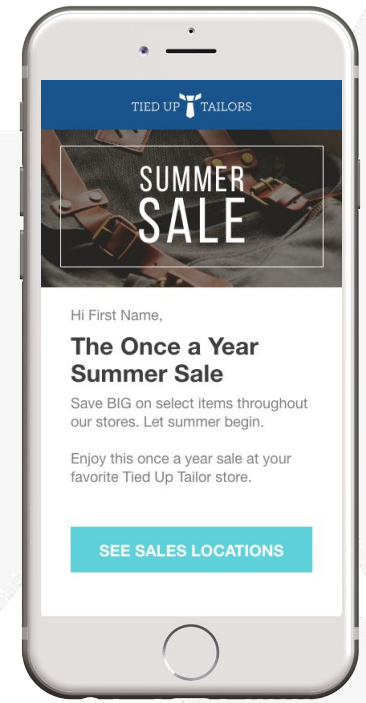 TIED UP TAILORS
SUMMER
SALE
Hi First Name,
The Once a Year
Summer Sale
Save BIG on select items throughout
our stores. Let summer begin.
Enjoy this once a year sale at your
favorite Tied Up Tailor store.
SEE SALES LOCATIONS